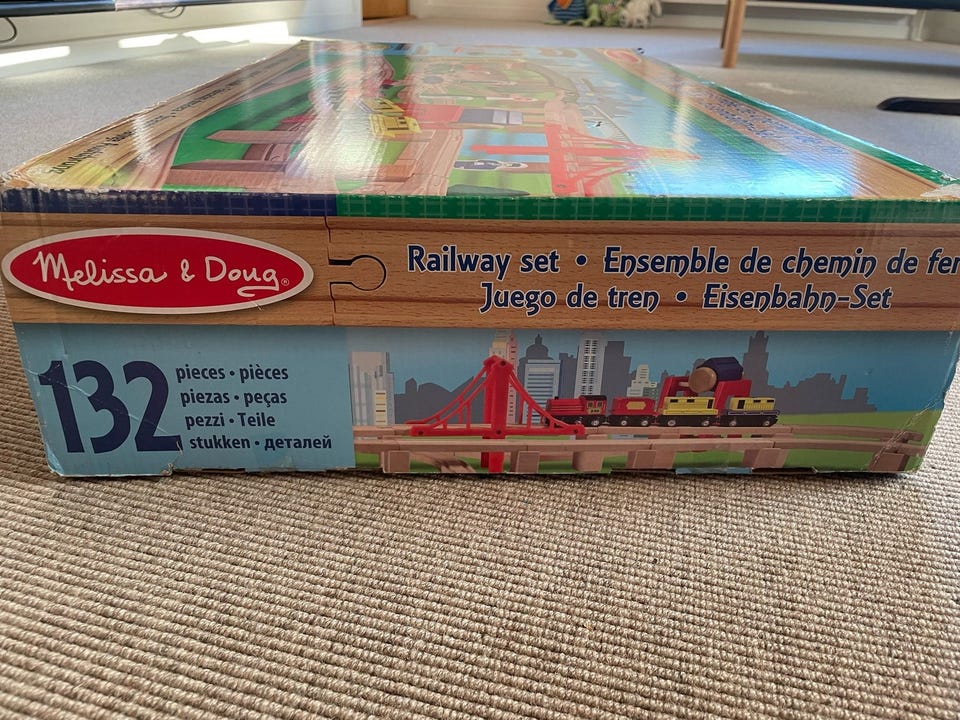 Melissa & Doug®
Railway set • Ensemble de chemin de fer
Juego de tren • Eisenbahn-Set
132
pieces • pièces
piezas • peças
pezzi • Teile
stukken • деталей